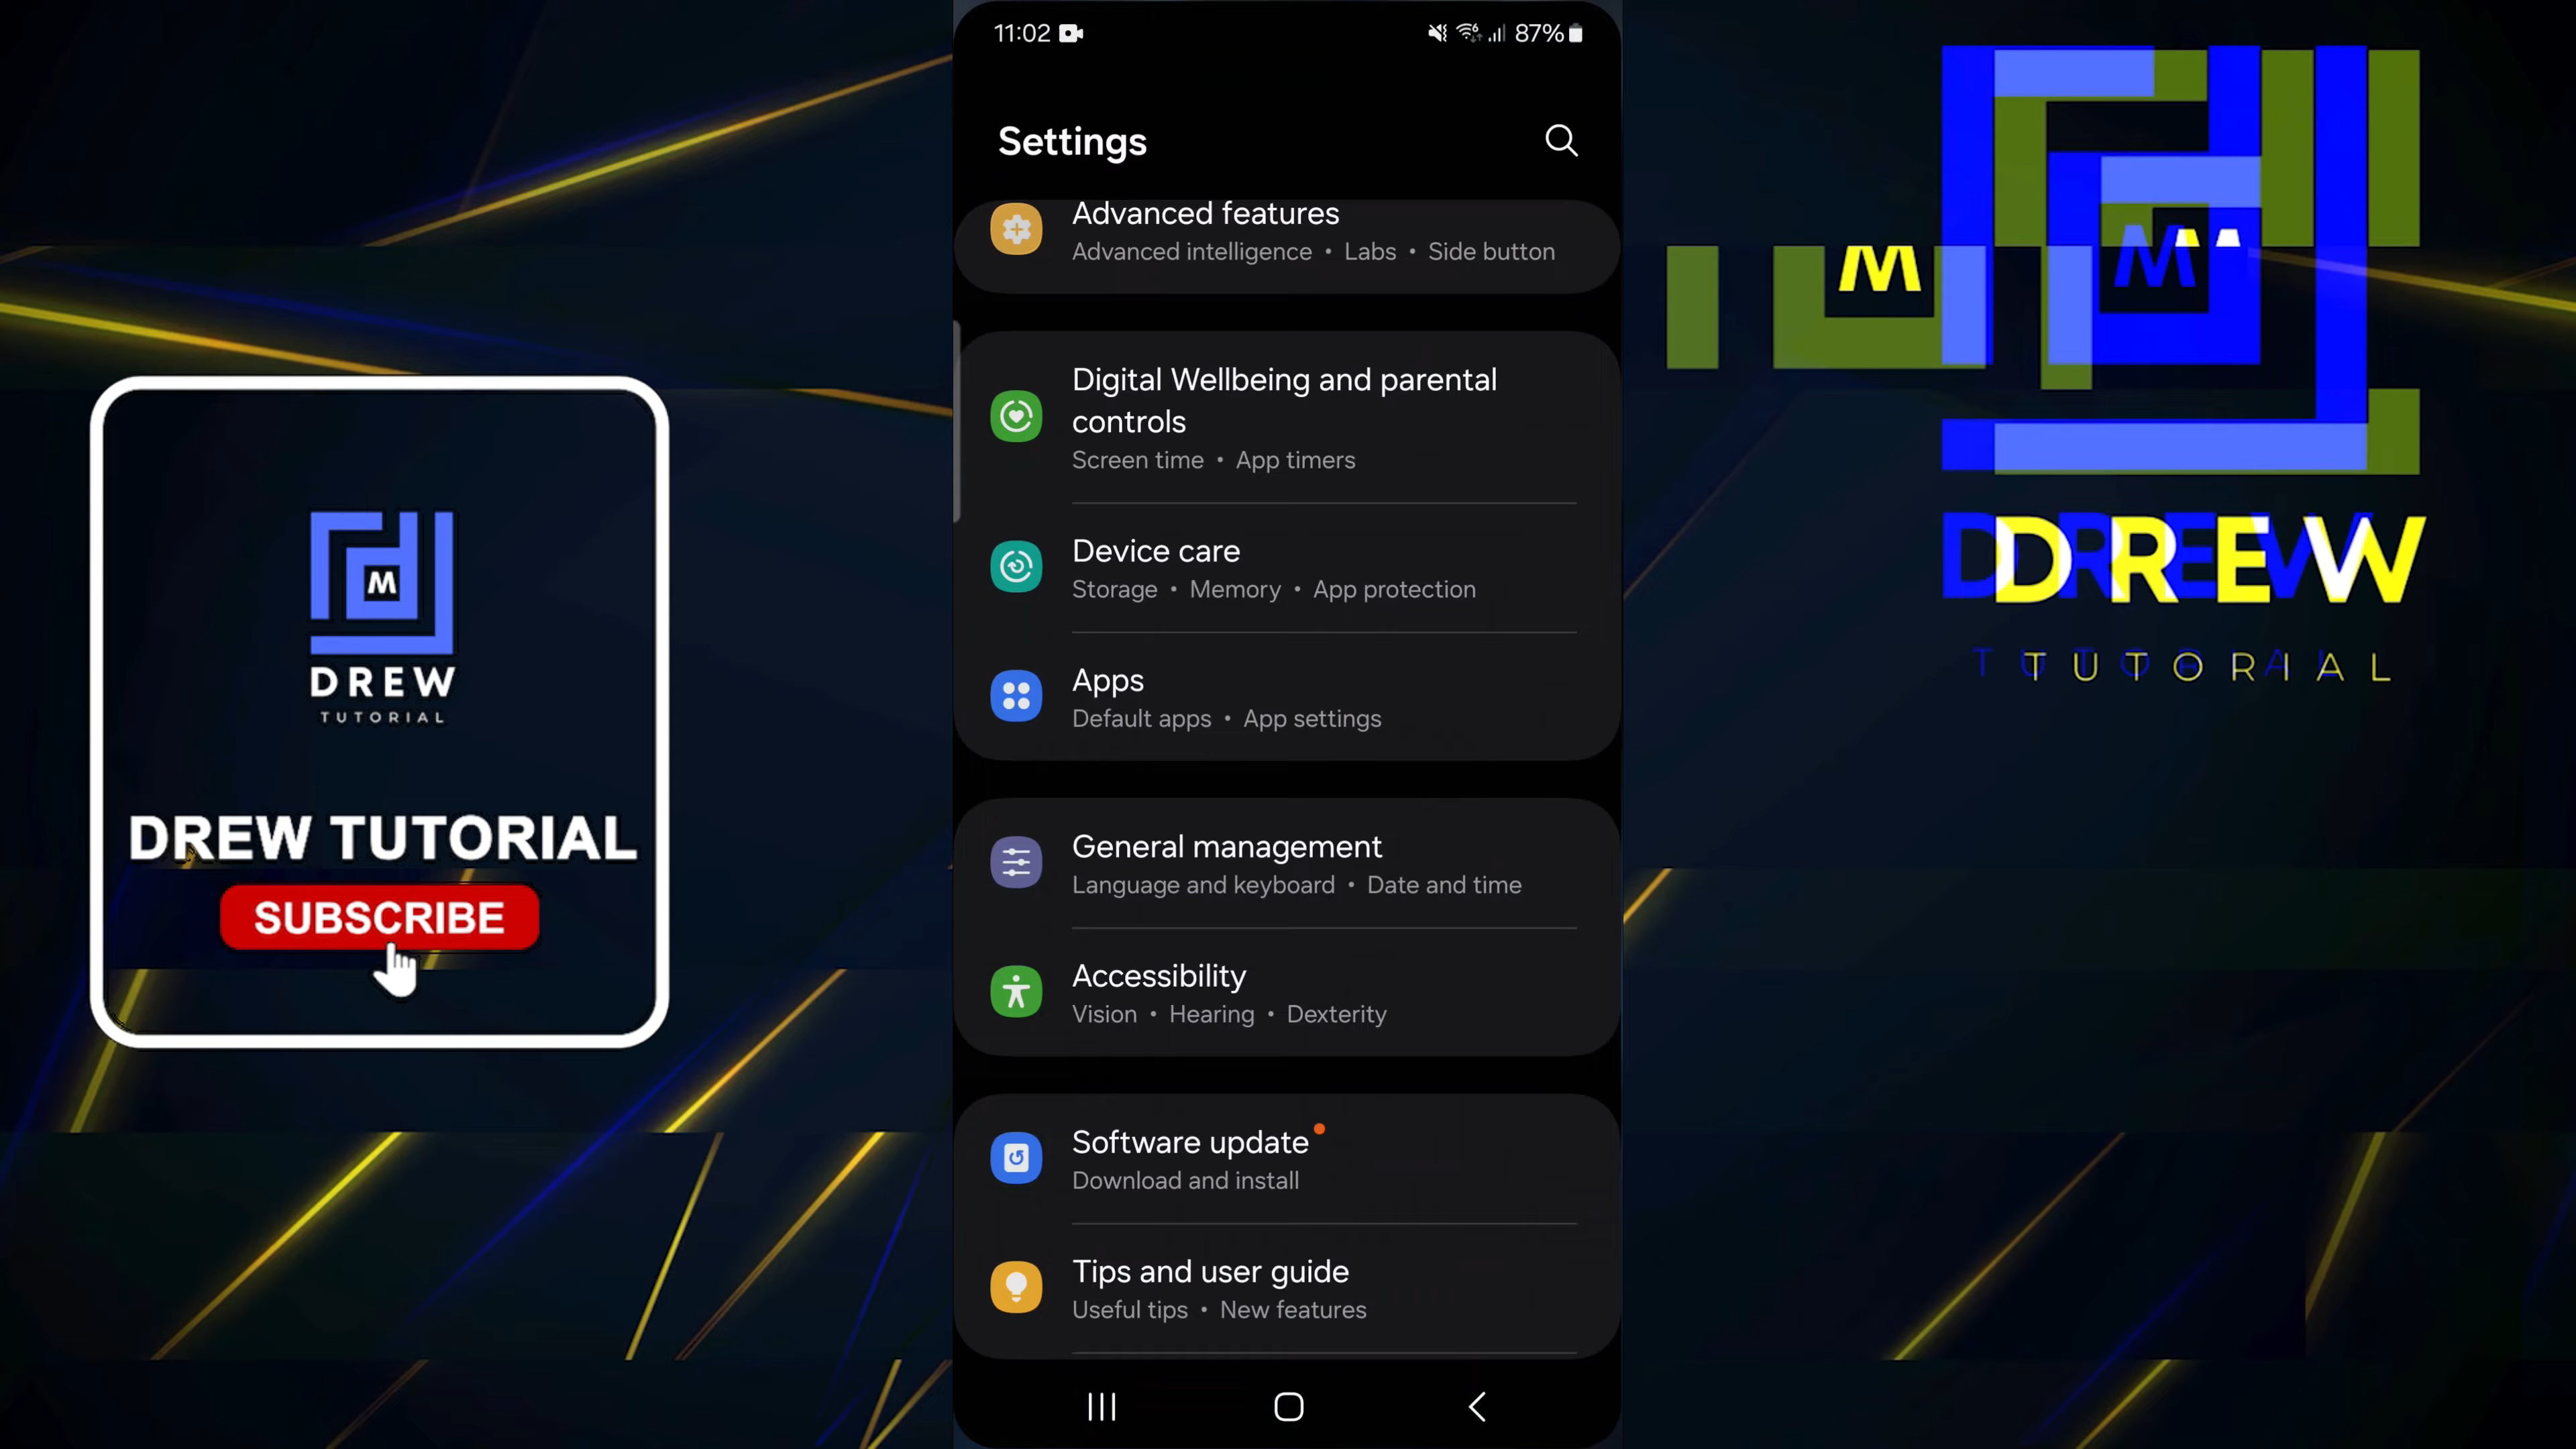 11:02
87%
Settings
Advanced features
Advanced intelligence • Labs • Side button
Digital Wellbeing and parental
controls
Screen time • App timers
Device care
Storage • Memory • App protection
Apps
Default apps • App settings
General management
Language and keyboard • Date and time
Accessibility
Vision • Hearing • Dexterity
Software update
Download and install
Tips and user guide
Useful tips • New features
M
DREW
TUTORIAL
DREW TUTORIAL
SUBSCRIBE
M
M
DREW
TUTORIAL